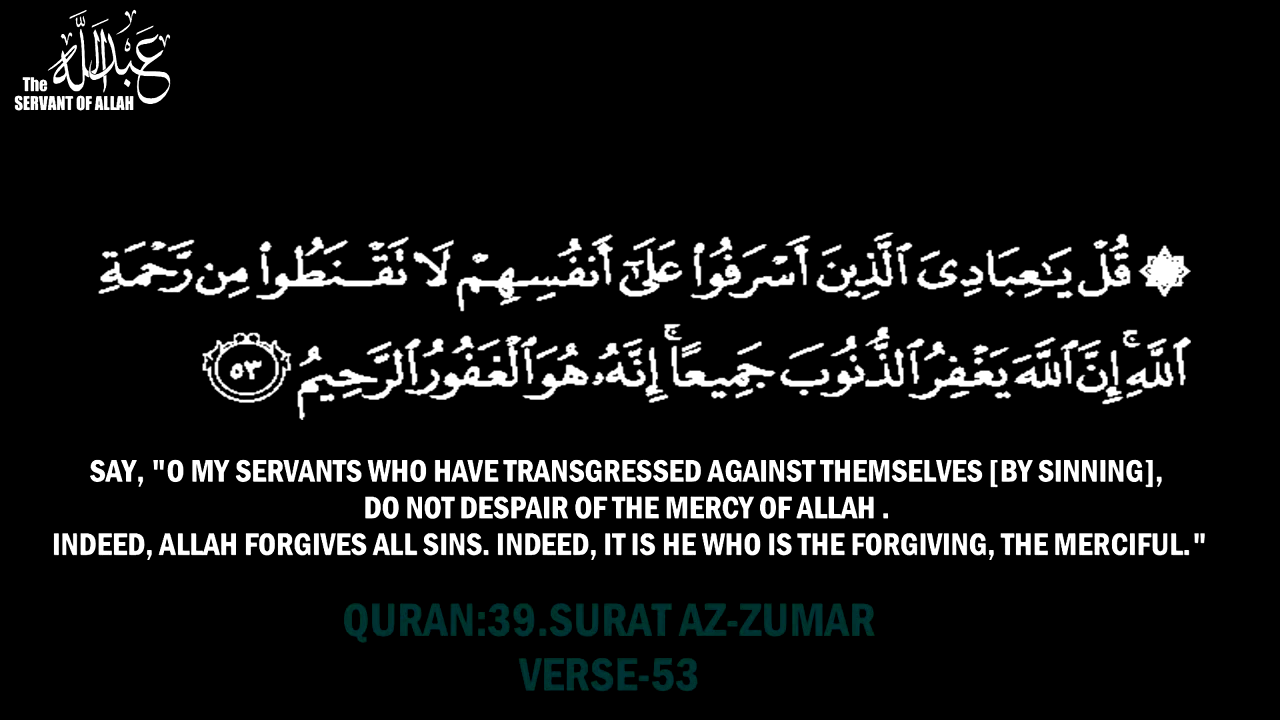 عبد الله
The
SERVANT OF ALLAH
۞ قُلْ يَـٰعِبَادِىَ ٱلَّذِينَ أَسْرَفُوا۟ عَلَىٰٓ أَنفُسِهِمْ لَا تَقْـنَطُوا۟ مِن رَّحْمَةِ
ٱللَّهِ ۚ إِنَّ ٱللَّهَ يَغْفِرُ ٱلذُّنُوبَ جَمِيعًا ۚ إِنَّهُۥ هُوَ ٱلْغَفُورُ ٱلرَّحِيمُ ٥٣
SAY, "O MY SERVANTS WHO HAVE TRANSGRESSED AGAINST THEMSELVES [BY SINNING],
DO NOT DESPAIR OF THE MERCY OF ALLAH .
INDEED, ALLAH FORGIVES ALL SINS. INDEED, IT IS HE WHO IS THE FORGIVING, THE MERCIFUL."
QURAN:39.SURAT AZ-ZUMAR
VERSE-53